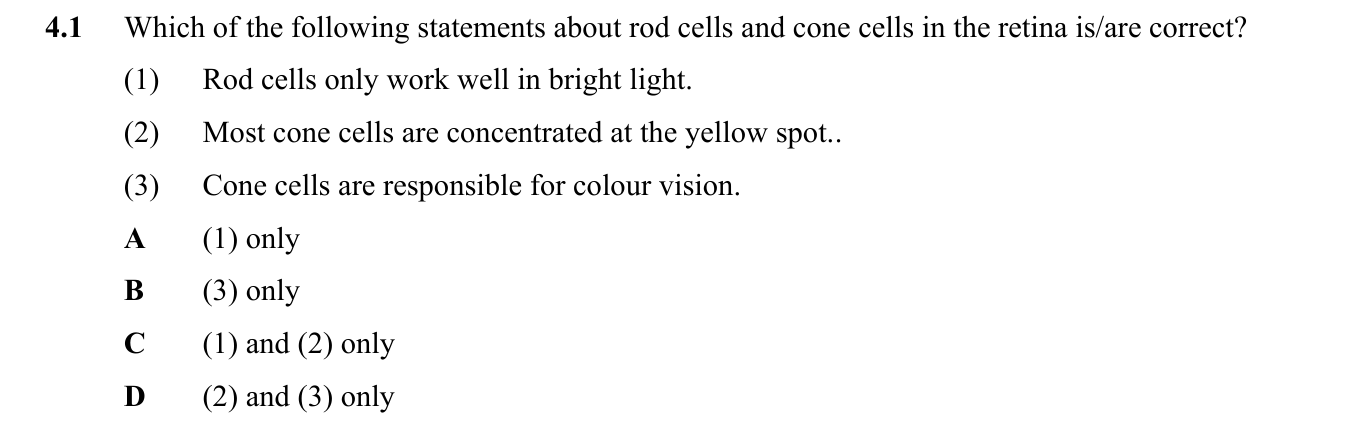 4.1 Which of the following statements about rod cells and cone cells in the retina is/are correct?
(1) Rod cells only work well in bright light.
(2) Most cone cells are concentrated at the yellow spot..
(3) Cone cells are responsible for colour vision.
A (1) only
B (3) only
C (1) and (2) only
D (2) and (3) only